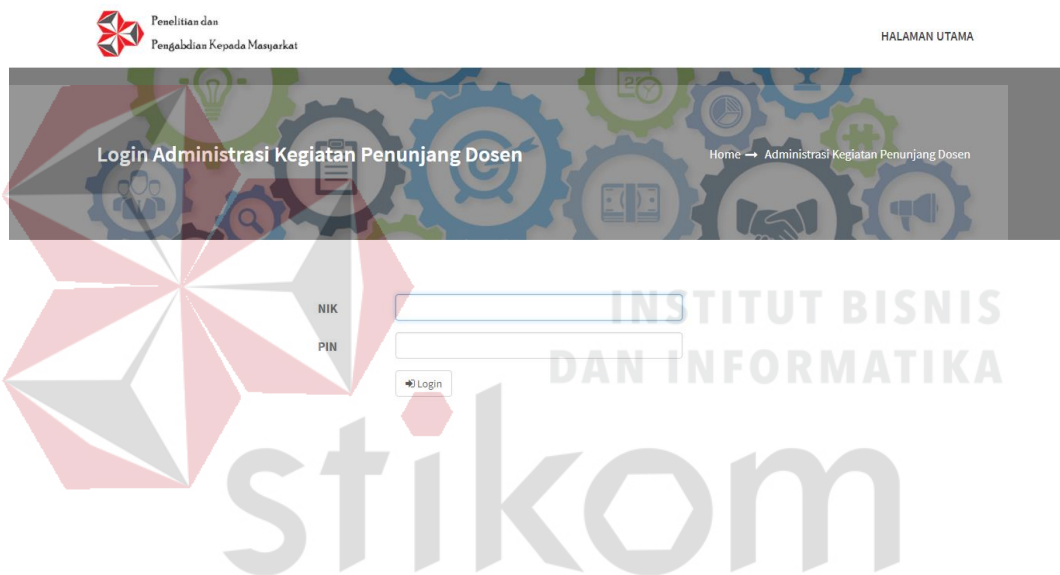 Penelitian dan
Pengabdian Kepada Masyarkat
HALAMAN UTAMA
Login Administrasi Kegiatan Penunjang Dosen
Home → Administrasi Kegiatan Penunjang Dosen
NIK
PIN
Login
INSTITUT BISNIS
DAN INFORMATIKA
stikom